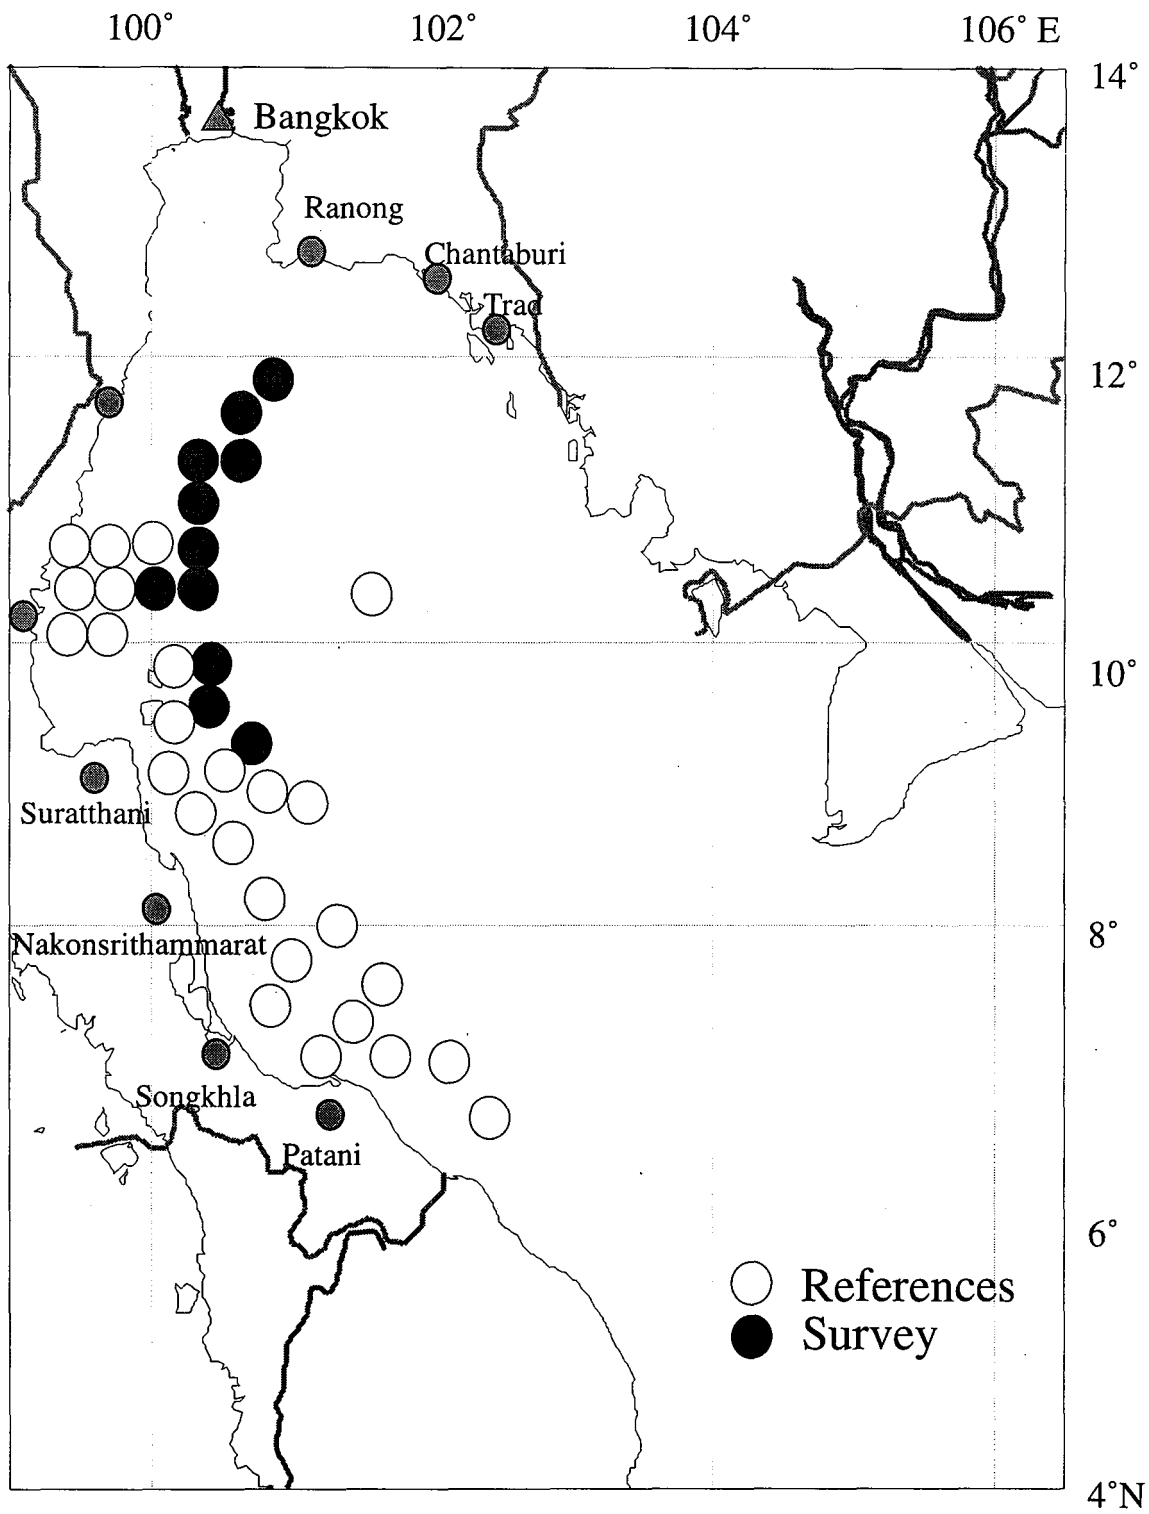 100° 102° 104° 106° E
14°
Bangkok
Ranong
Chantaburi
Trad
12°
10°
Suratthani
8°
Nakonsrithammarat
Songkhla
Patani
6°
References
Survey
4°N